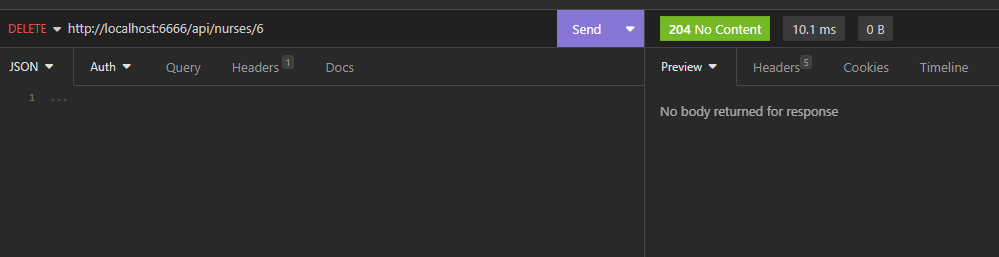 DELETE http://localhost:6666/api/nurses/6 Send 204 No Content 10.1 ms 0 B
JSON Auth Query Headers 1 Docs Preview Headers 5 Cookies Timeline
1 ...
No body returned for response